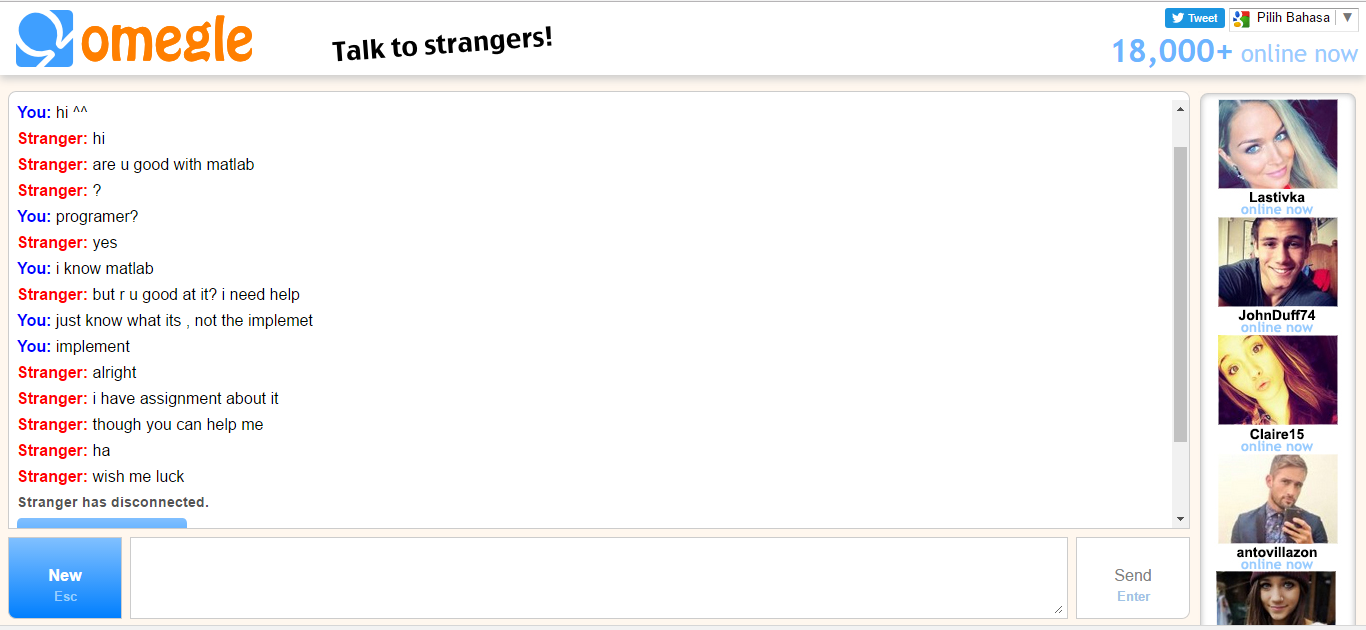 omegle
Talk to strangers!
Tweet
Pilih Bahasa ▼
18,000+ online now
You: hi ^^
Stranger: hi
Stranger: are u good with matlab
Stranger: ?
You: programer?
Stranger: yes
You: i know matlab
Stranger: but r u good at it? i need help
You: just know what its , not the implemet
You: implement
Stranger: alright
Stranger: i have assignment about it
Stranger: though you can help me
Stranger: ha
Stranger: wish me luck
Stranger has disconnected.
New
Esc
Send
Enter
Lastivka
online now
JohnDuff74
online now
Claire15
online now
antovillazon
online now